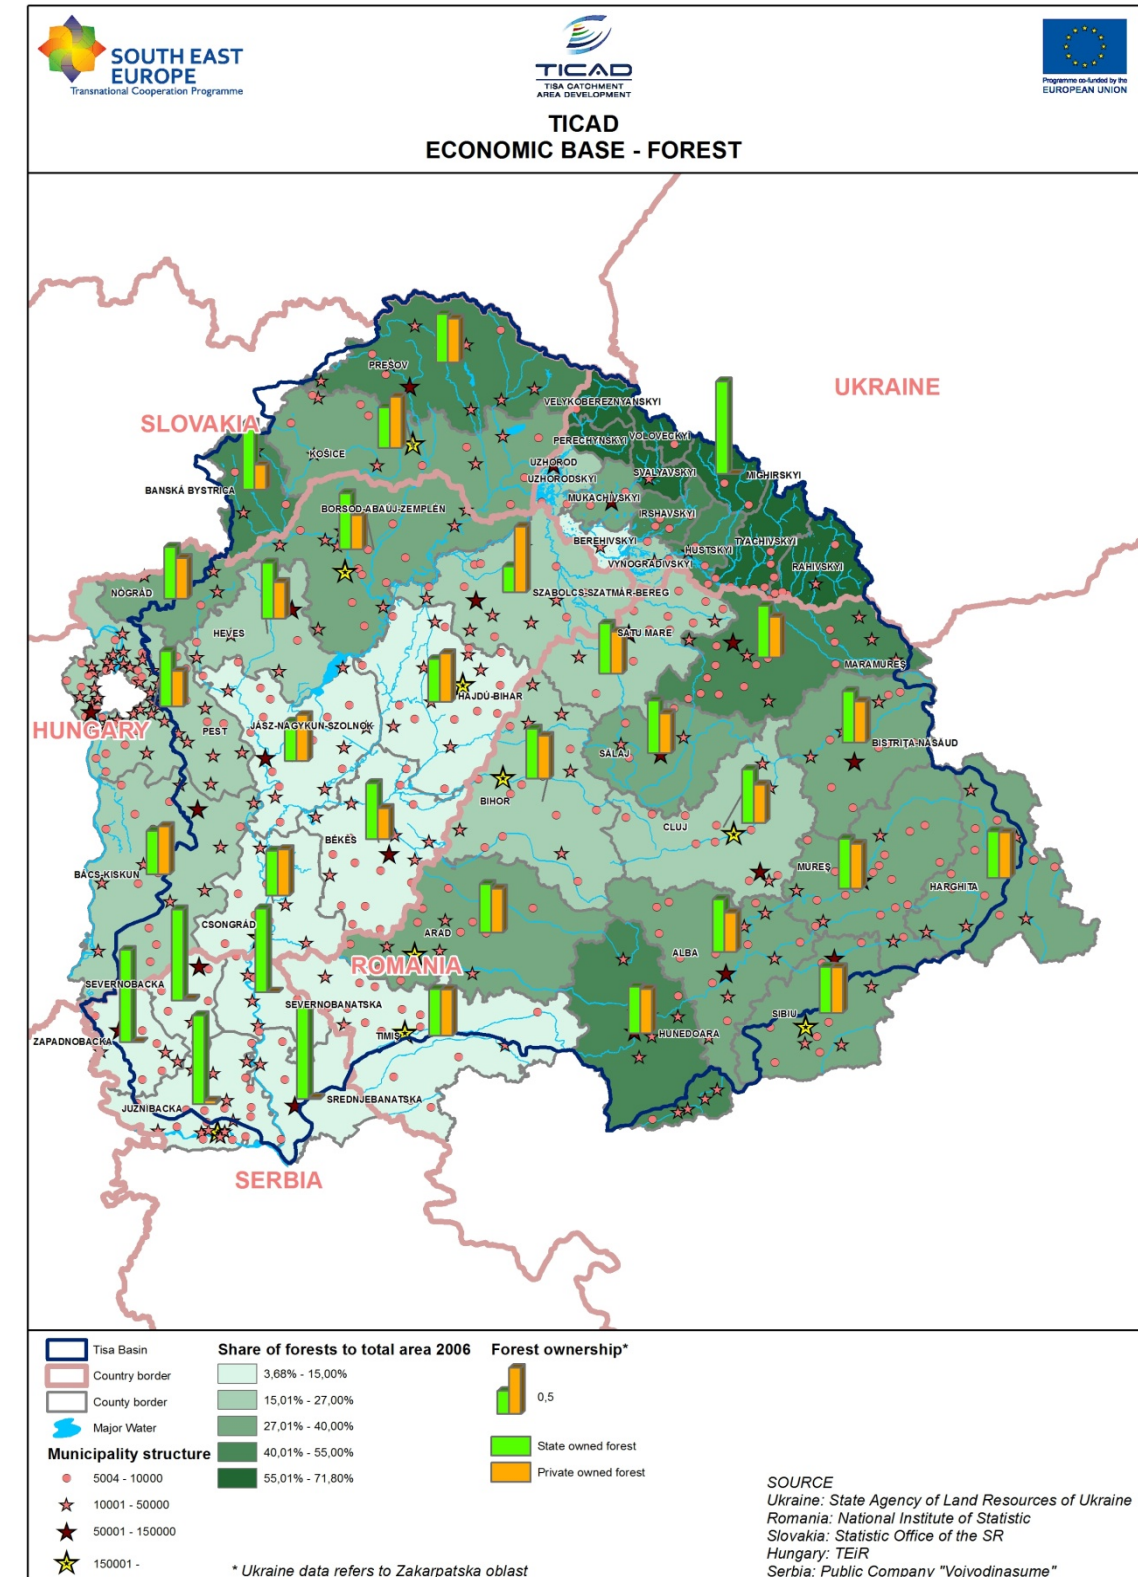 SOUTH EAST
EUROPE
Transnational Cooperation Programme
TICAD
TISA CATCHMENT
AREA DEVELOPMENT
Programme co-funded by the
EUROPEAN UNION
TICAD
ECONOMIC BASE - FOREST
UKRAINE
SLOVAKIA
HUNGARY
ROMANIA
SERBIA
PREŠOV
VELYKOBEREZNYANSKYI
PERECHYNSKYI
VOLOVECKYI
KOŠICE
UZHOROD
UZHORODSKYI
SVALYAVSKYI
MIGHIRSKYI
BANSKÁ BYSTRICA
MUKACHIVSKYI
BORSOD-ABAÚJ-ZEMPLÉN
IRSHAVSKYI
BEREHIVSKYI
TYACHIVSKYI
HUSTSKYI
VYNOGRADIVSKYI
RAHIVSKYI
NÓGRÁD
SZABOLCS-SZATMÁR-BEREG
HEVES
SATU MARE
MARAMUREȘ
HAJDÚ-BIHAR
JÁSZ-NAGYKUN-SZOLNOK
PEST
BISTRIȚA-NĂSĂUD
SĂLAJ
BIHOR
CLUJ
BÉKÉS
MUREȘ
BÁCS-KISKUN
HARGHITA
CSONGRÁD
ARAD
ALBA
SEVERNOBACKA
SEVERNOBANATSKA
SIBIU
ZAPADNOBACKA
TIMIȘ
HUNEDOARA
SREDNJEBANATSKA
JUZNIBACKA
Tisa Basin
Country border
County border
Major Water
Municipality structure
5004 - 10000
10001 - 50000
50001 - 150000
150001 -
Share of forests to total area 2006
3,68% - 15,00%
15,01% - 27,00%
27,01% - 40,00%
40,01% - 55,00%
55,01% - 71,80%
* Ukraine data refers to Zakarpatska oblast
Forest ownership*
0,5
State owned forest
Private owned forest
SOURCE
Ukraine: State Agency of Land Resources of Ukraine
Romania: National Institute of Statistic
Slovakia: Statistic Office of the SR
Hungary: TEiR
Serbia: Public Company "Vojvodinasume"